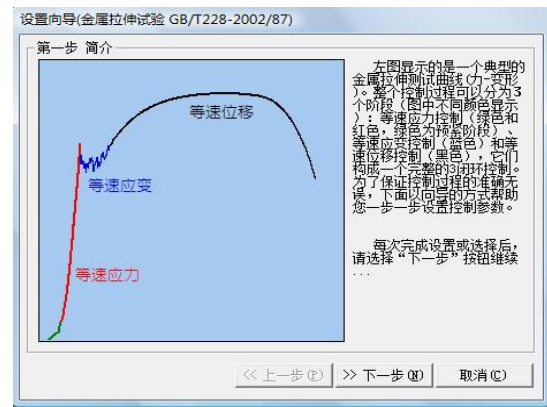 设置向导(金属拉伸试验 GB/T228-2002/87)
第一步 简介
等速位移
等速应变
等速应力
左图显示的是一个典型的
金属拉伸测试曲线(力-变形
)。整个控制过程可以分为3
个阶段（图中不同颜色显示
）：等速应力控制（绿色和
红色，绿色为预紧阶段）、
等速应变控制（蓝色）和等
速位移控制（黑色），它们
构成一个完整的3闭环控制。
为了保证控制过程的准确无
误，下面以向导的方式帮助
您一步一步设置控制参数。
每次完成设置或选择后，
请选择“下一步”按钮继续
...
<< 上一步(P)
>> 下一步(N)
取消(C)